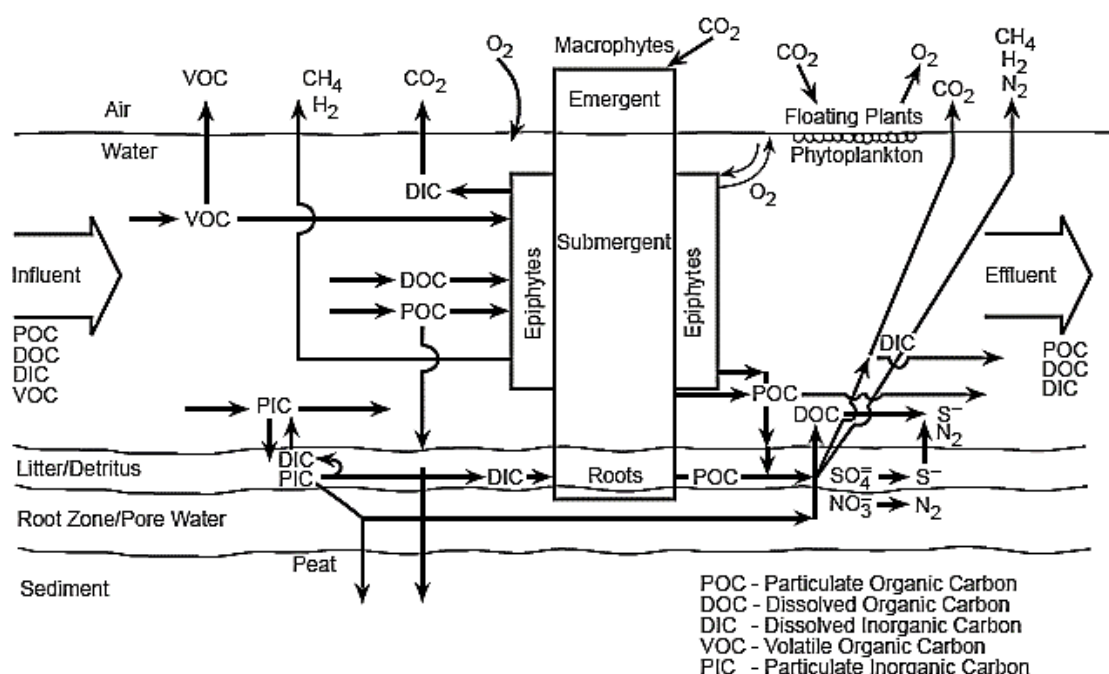 VOC
CH4
H2
CO2
O2
Macrophytes
CO2
CO2
O2
CO2
CH4
H2
N2
Air
Emergent
Floating Plants
Water
Phytoplankton
DIC
O2
VOC
Submergent
Influent
DOC
Epiphytes
Epiphytes
Effluent
POC
POC
DOC
DIC
VOC
DIC
POC
DOC
DIC
PIC
POC
DOC
S–
N2
Litter/Detritus
DIC
PIC
DIC
Roots
POC
SO4=
S–
Root Zone/Pore Water
NO3=
N2
Peat
Sediment
POC - Particulate Organic Carbon
DOC - Dissolved Organic Carbon
DIC - Dissolved Inorganic Carbon
VOC - Volatile Organic Carbon
PIC - Particulate Inorganic Carbon